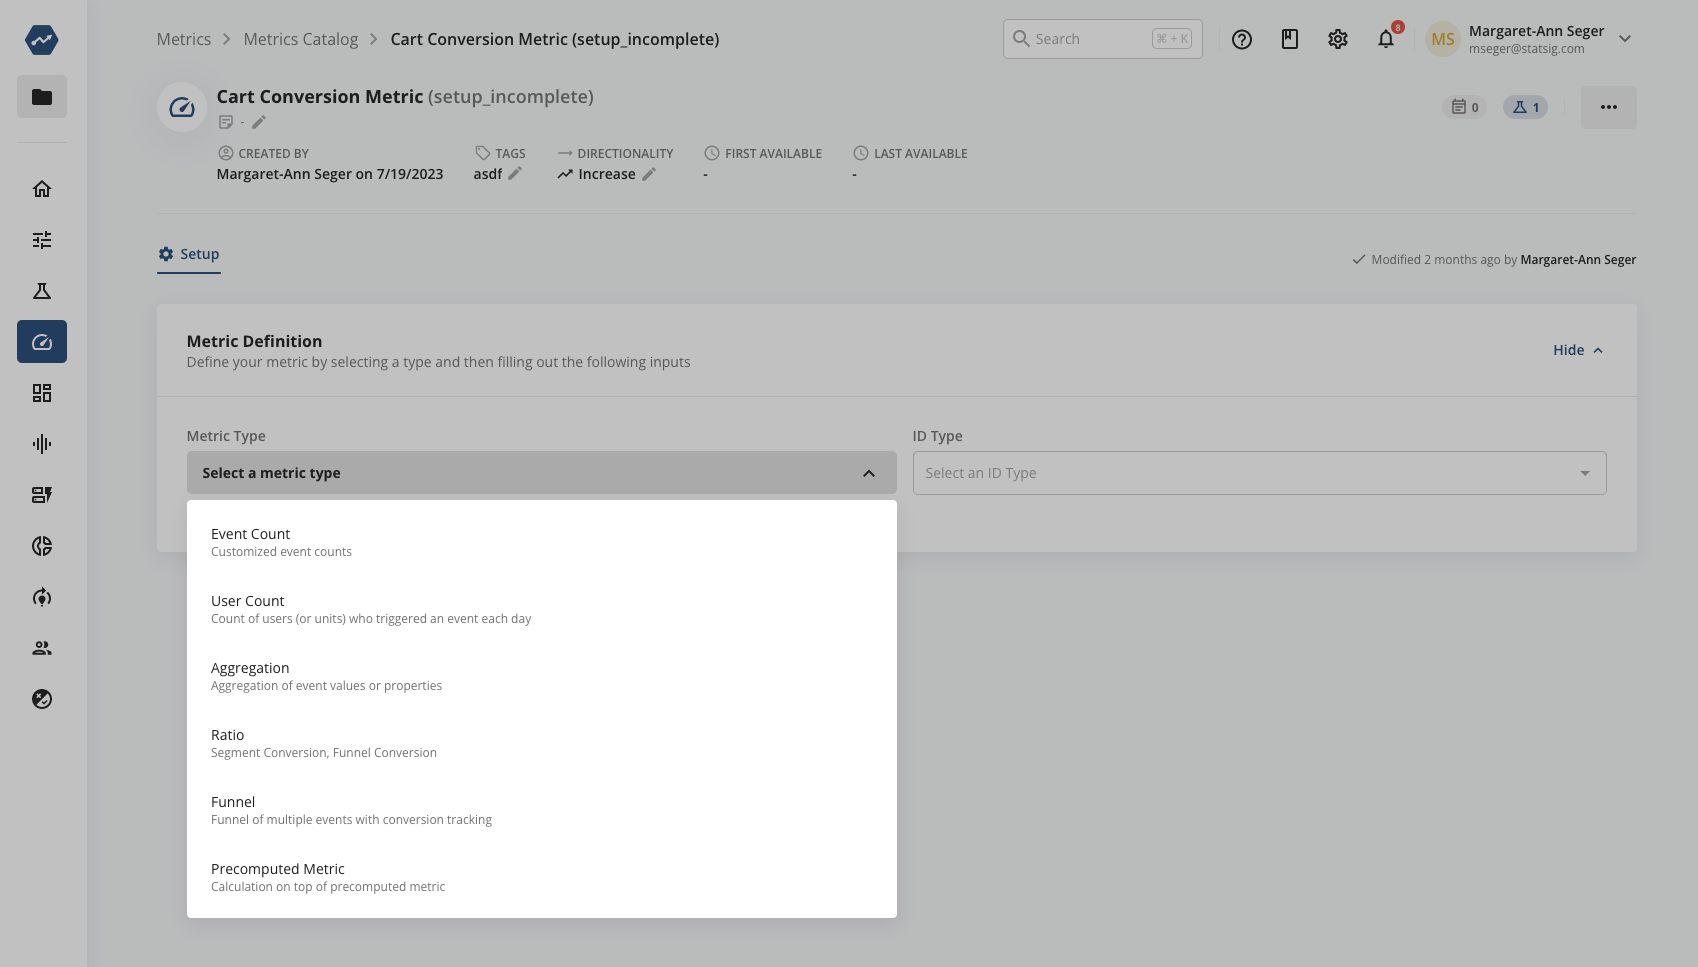 Metrics > Metrics Catalog > Cart Conversion Metric (setup_incomplete)
Search ⌘ + K
8
MS
Margaret-Ann Seger
mseger@statsig.com
Cart Conversion Metric (setup_incomplete)
-
0
1
CREATED BY
Margaret-Ann Seger on 7/19/2023
TAGS
asdf
DIRECTIONALITY
Increase
FIRST AVAILABLE
-
LAST AVAILABLE
-
Setup
Modified 2 months ago by Margaret-Ann Seger
Metric Definition
Define your metric by selecting a type and then filling out the following inputs
Hide
Metric Type
Select a metric type
ID Type
Select an ID Type
Event Count
Customized event counts
User Count
Count of users (or units) who triggered an event each day
Aggregation
Aggregation of event values or properties
Ratio
Segment Conversion, Funnel Conversion
Funnel
Funnel of multiple events with conversion tracking
Precomputed Metric
Calculation on top of precomputed metric